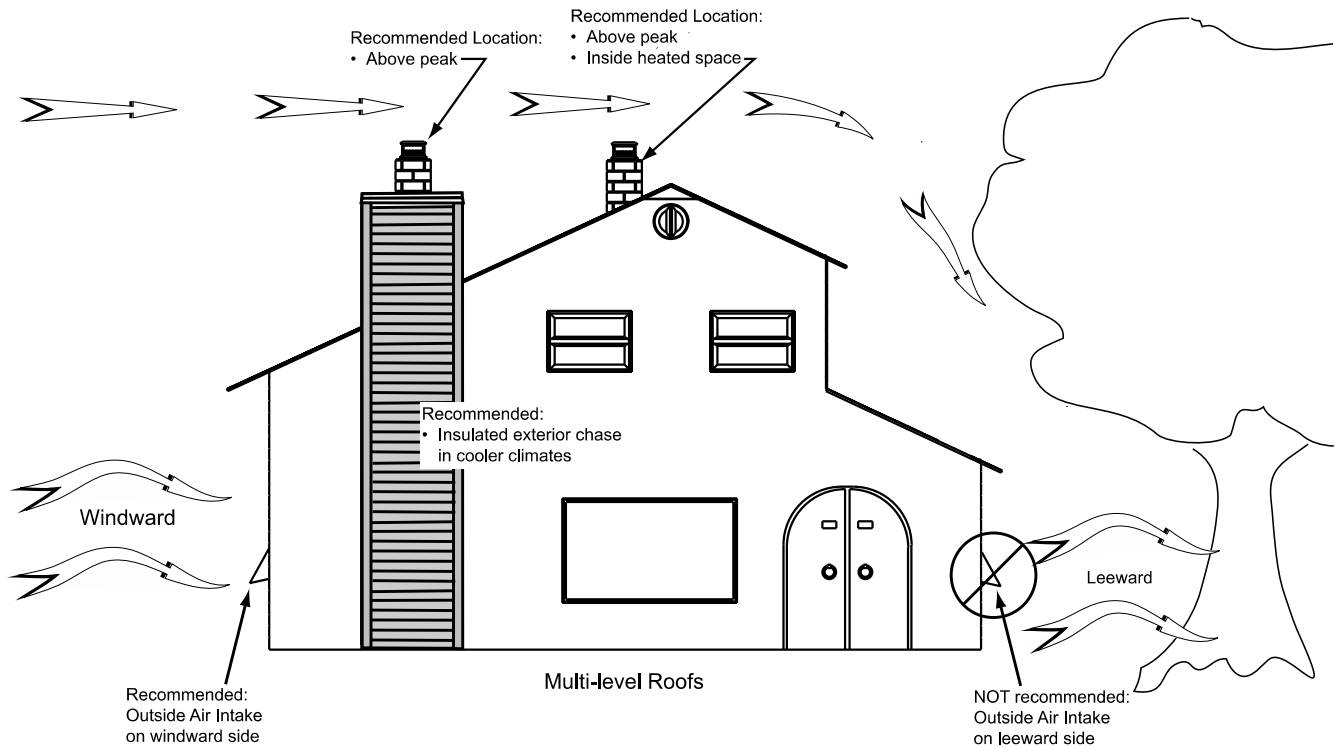 Recommended Location:
• Above peak
Recommended Location:
• Above peak
• Inside heated space
Recommended:
• Insulated exterior chase
in cooler climates
Windward
Leeward
Recommended:
Outside Air Intake
on windward side
Multi-level Roofs
NOT recommended:
Outside Air Intake
on leeward side